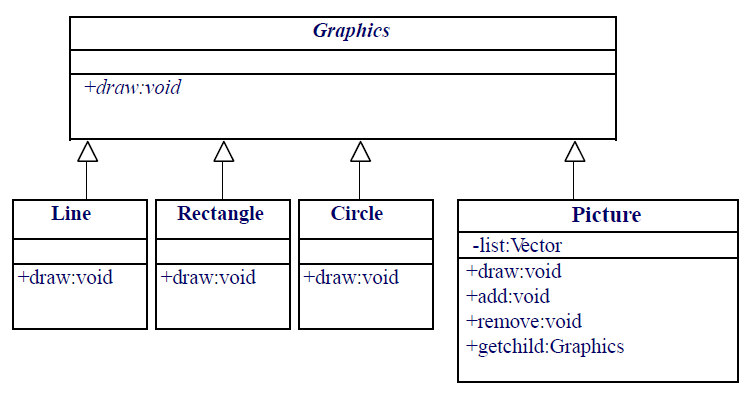 Graphics
+draw:void
Line
+draw:void
Rectangle
+draw:void
Circle
+draw:void
Picture
-list:Vector
+draw:void
+add:void
+remove:void
+getchild:Graphics